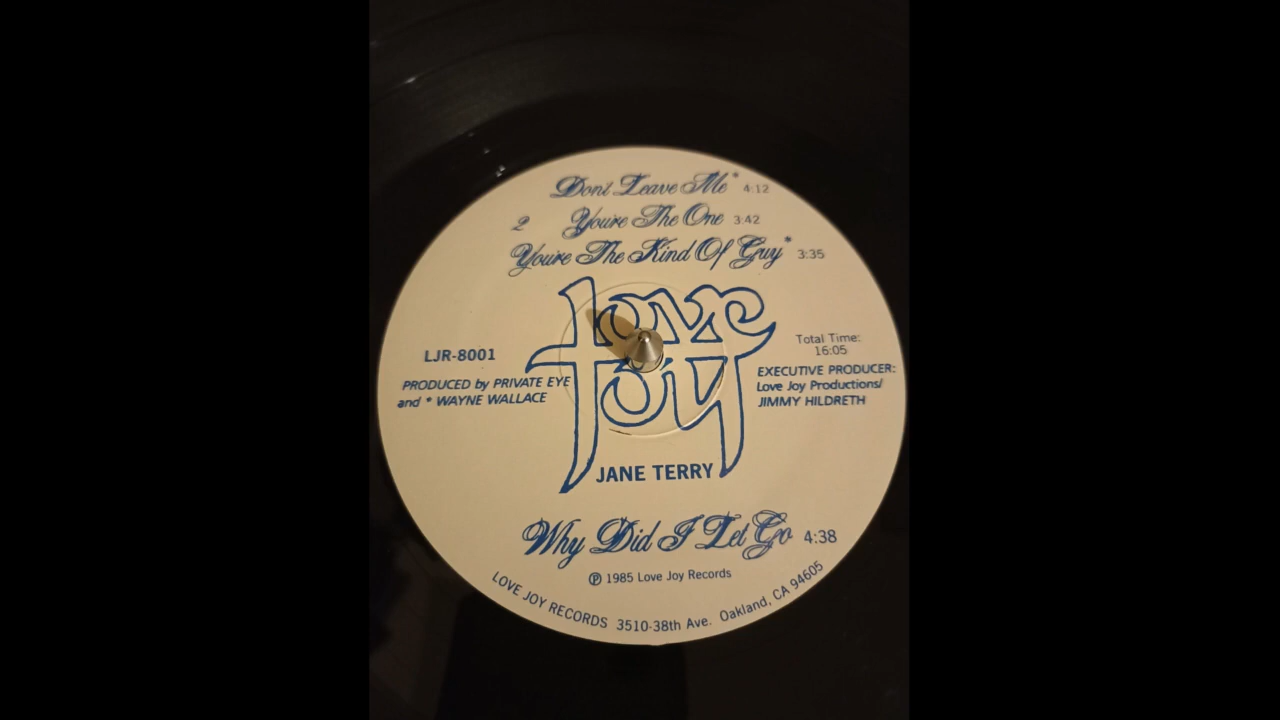 Don't Leave Me* 4:12
2 You're The One 3:42
You're The Kind Of Guy* 3:35
love
joy
LJR-8001
PRODUCED by PRIVATE EYE
and * WAYNE WALLACE
Total Time:
16:05
EXECUTIVE PRODUCER:
Love Joy Productions/
JIMMY HILDRETH
JANE TERRY
Why Did I Let Go 4:38
℗ 1985 Love Joy Records
LOVE JOY RECORDS 3510-38th Ave. Oakland, CA 94605